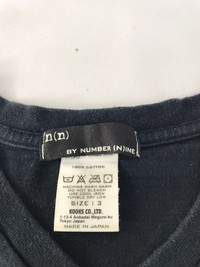 n(n)
BY NUMBER (N)INE
100% COTTON
MACHINE WASH WARM
DO NOT BLEACH
USE COOL IRON
TUMBLE DRY LOW
SIZE : 3
KOOKS CO.,LTD.
Tokyo Japan
MADE IN JAPAN